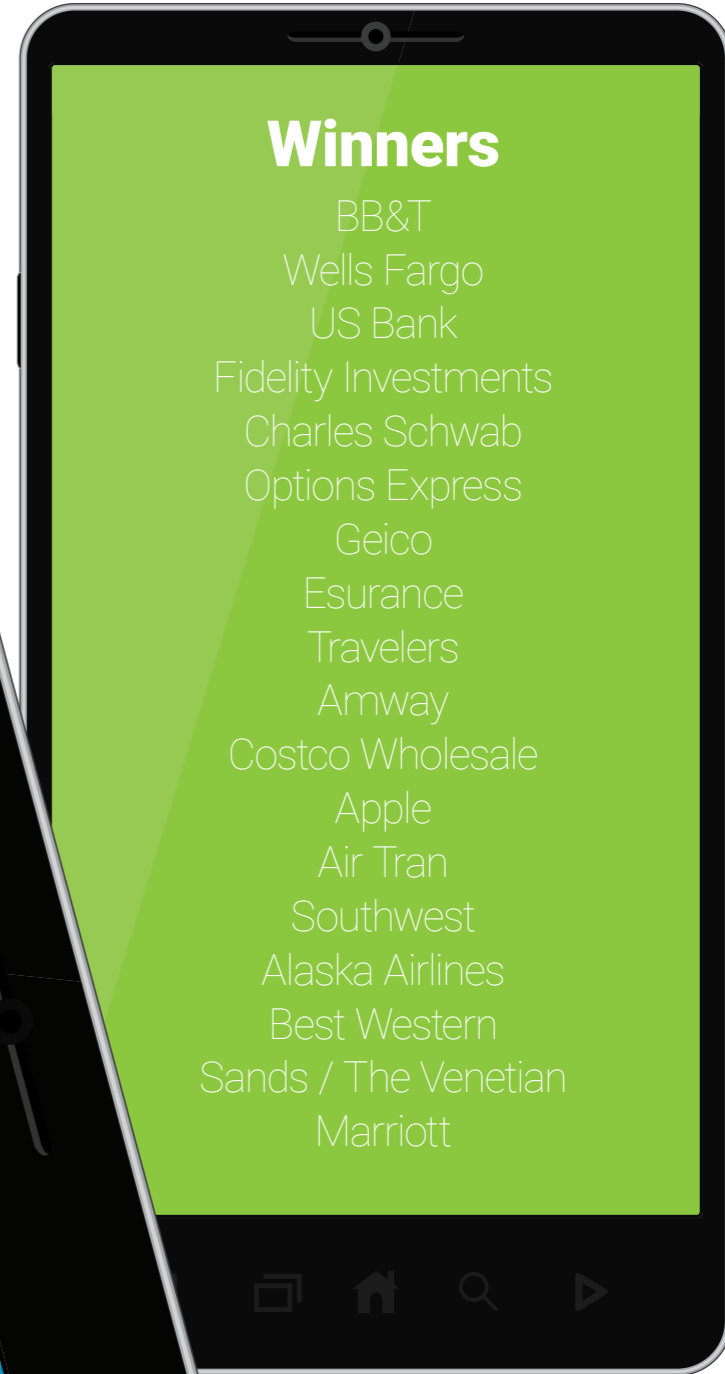 Winners
BB&T
Wells Fargo
US Bank
Fidelity Investments
Charles Schwab
Options Express
Geico
Esurance
Travelers
Amway
Costco Wholesale
Apple
Air Tran
Southwest
Alaska Airlines
Best Western
Sands / The Venetian
Marriott